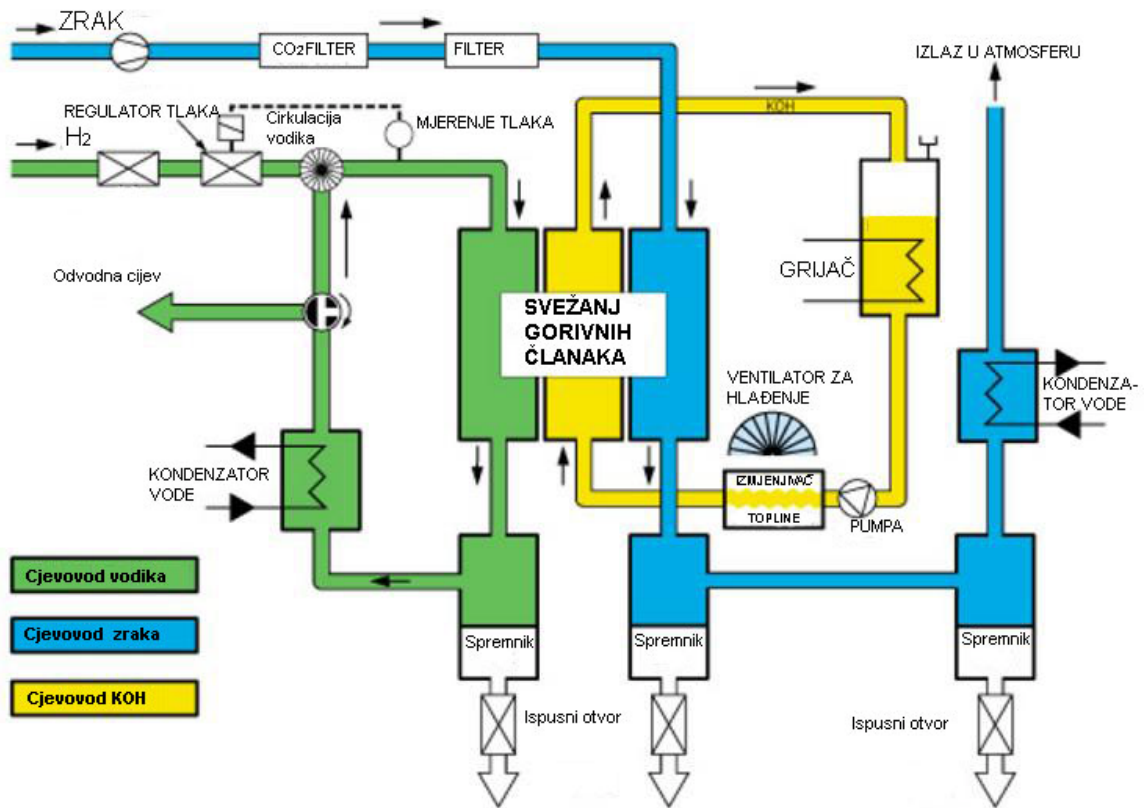 ZRAK
CO2FILTER
FILTER
IZLAZ U ATMOSFERU
REGULATOR TLAKA
Cirkulacija
vodika
MJERENJE TLAKA
KOH
H2
Odvodna cijev
SVEŽANJ
GORIVNIH
ČLANAKA
GRIJAČ
VENTILATOR ZA
HLAĐENJE
KONDENZA-
TOR VODE
KONDENZATOR
VODE
IZMJENJIVAČ
TOPLINE
PUMPA
Cjevovod vodika
Cjevovod zraka
Cjevovod KOH
Spremnik
Spremnik
Spremnik
Ispusni otvor
Ispusni otvor